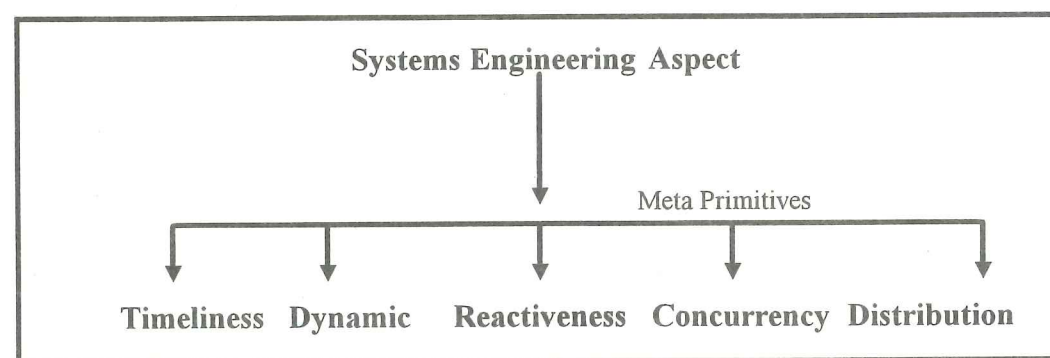 Systems Engineering Aspect
Meta Primitives
Timeliness Dynamic Reactiveness Concurrency Distribution